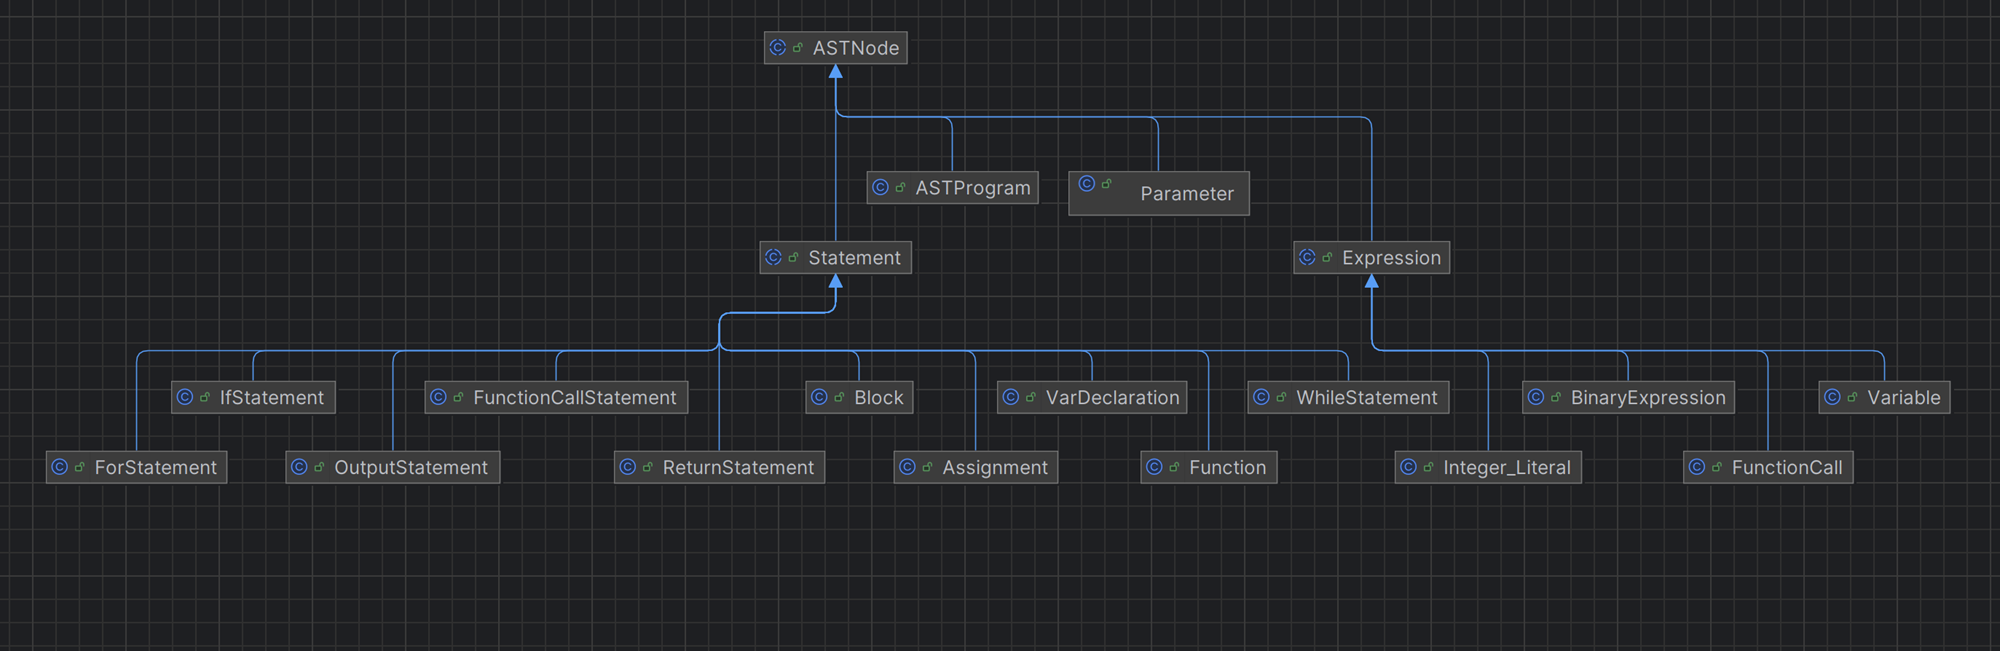 ASTNode
ASTProgram
Parameter
Statement
Expression
IfStatement
FunctionCallStatement
Block
VarDeclaration
WhileStatement
BinaryExpression
Variable
ForStatement
OutputStatement
ReturnStatement
Assignment
Function
Integer_Literal
FunctionCall